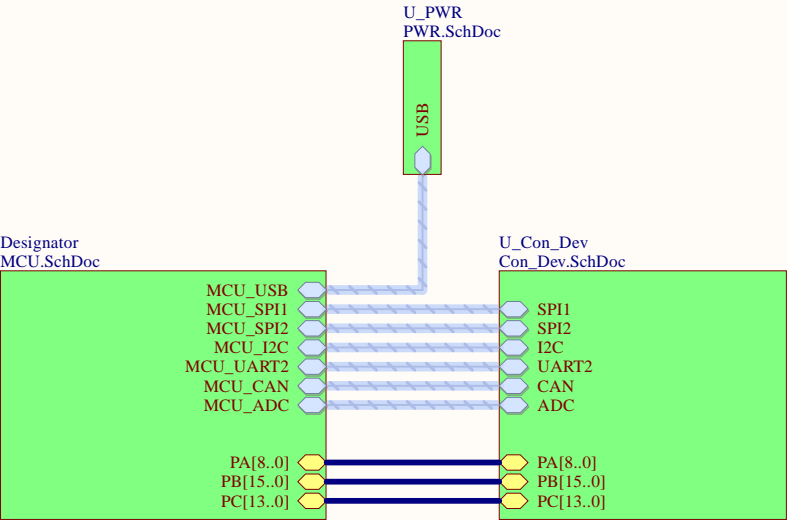 U_PWR
PWR.SchDoc
USB
Designator
MCU.SchDoc
MCU_USB
MCU_SPI1
MCU_SPI2
MCU_I2C
MCU_UART2
MCU_CAN
MCU_ADC
PA[8..0]
PB[15..0]
PC[13..0]
U_Con_Dev
Con_Dev.SchDoc
SPI1
SPI2
I2C
UART2
CAN
ADC
PA[8..0]
PB[15..0]
PC[13..0]